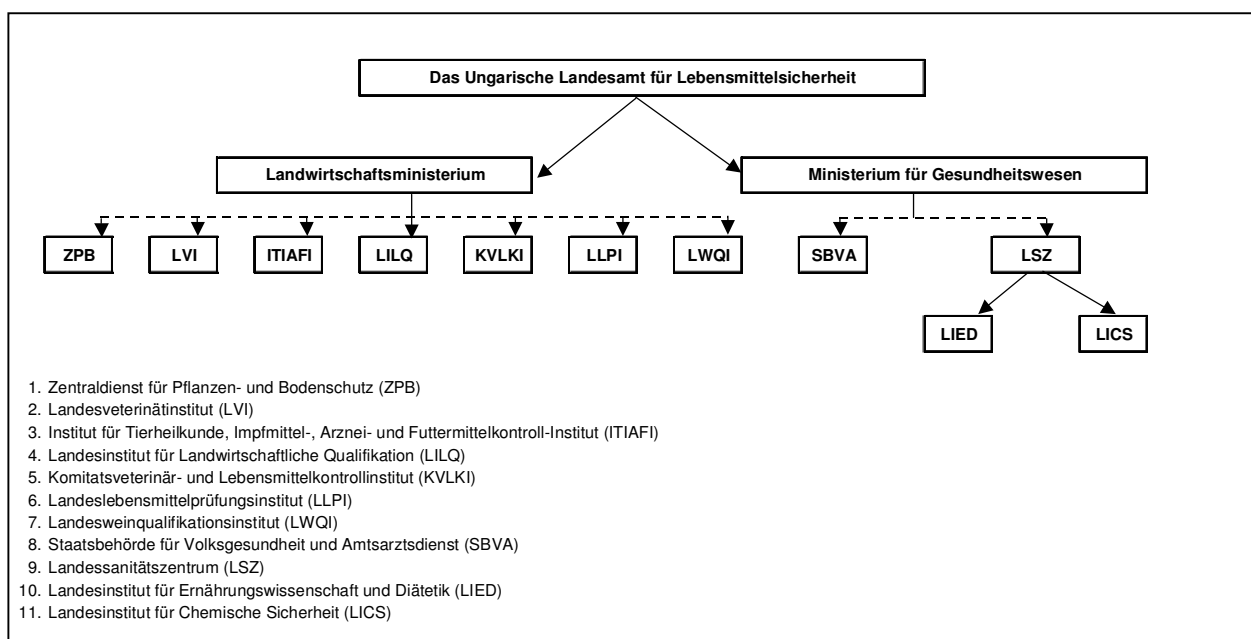 Das Ungarische Landesamt für Lebensmittelsicherheit
Landwirtschaftsministerium
Ministerium für Gesundheitswesen
ZPB
LVI
ITIAFI
LILQ
KVLKI
LLPI
LWQI
SBVA
LSZ
LIED
LICS
1. Zentraldienst für Pflanzen- und Bodenschutz (ZPB)
2. Landesveterinätinstitut (LVI)
3. Institut für Tierheilkunde, Impfmittel-, Arznei- und Futtermittelkontroll-Institut (ITIAFI)
4. Landesinstitut für Landwirtschaftliche Qualifikation (LILQ)
5. Komitatsveterinär- und Lebensmittelkontrollinstitut (KVLKI)
6. Landeslebensmittelprüfungsinstitut (LLPI)
7. Landesweinqualifikationsinstitut (LWQI)
8. Staatsbehörde für Volksgesundheit und Amtsarztsdienst (SBVA)
9. Landessanitätszentrum (LSZ)
10. Landesinstitut für Ernährungswissenschaft und Diätetik (LIED)
11. Landesinstitut für Chemische Sicherheit (LICS)